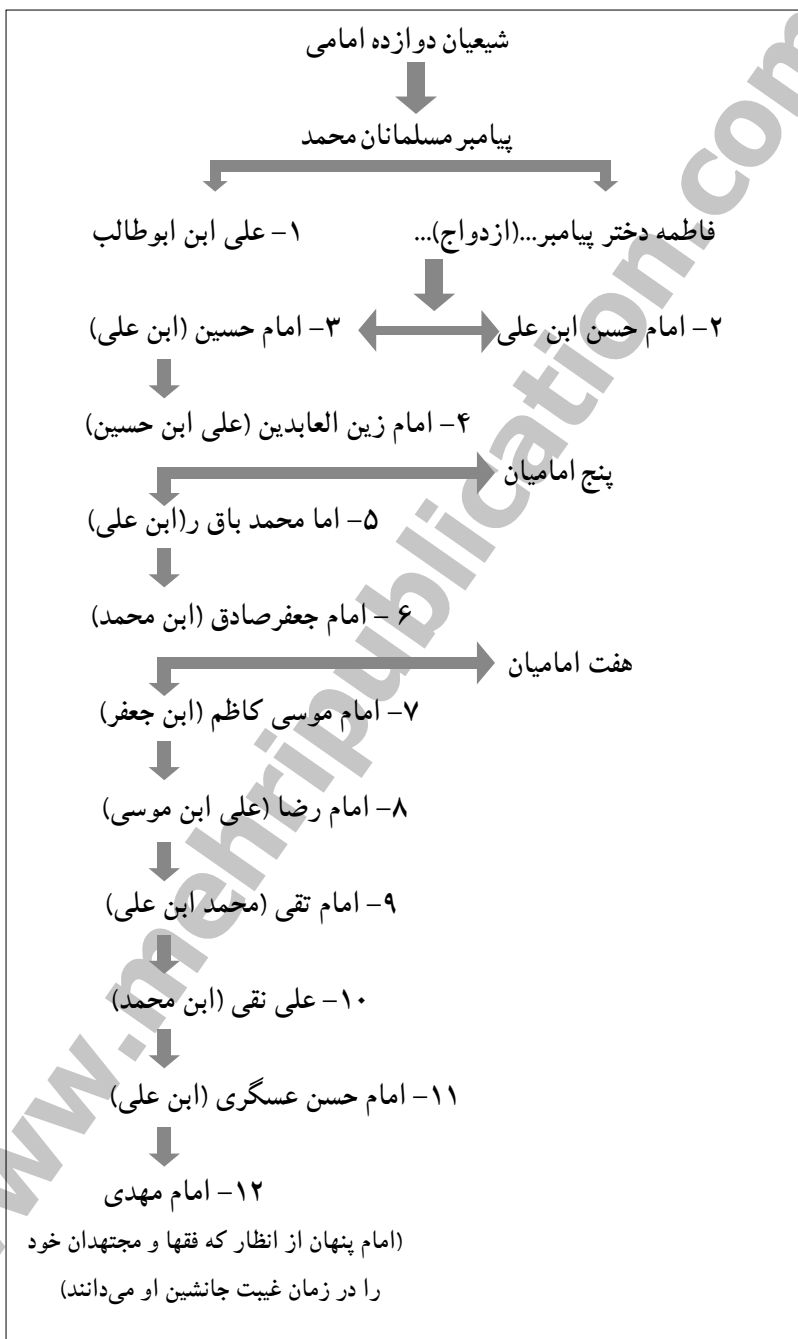 شیعیان دوازده امامی
پیامبر مسلمانان محمد
فاطمه دختر پیامبر...(ازدواج)... ۱- علی ابن ابوطالب
۲- امام حسن ابن علی ۳- امام حسین (ابن علی)
۴- امام زین العابدین (علی ابن حسین)
پنج امامیان
۵- اما محمد باق ر(ابن علی)
۶ - امام جعفرصادق (ابن محمد)
هفت امامیان
۷- امام موسی کاظم (ابن جعفر)
۸- امام رضا (علی ابن موسی)
۹- امام تقی (محمد ابن علی)
۱۰- علی نقی (ابن محمد)
۱۱- امام حسن عسگری (ابن علی)
۱۲- امام مهدی
(امام پنهان از انظار که فقها و مجتهدان خود
را در زمان غیبت جانشین او می‌دانند)
www.mehripublication.com